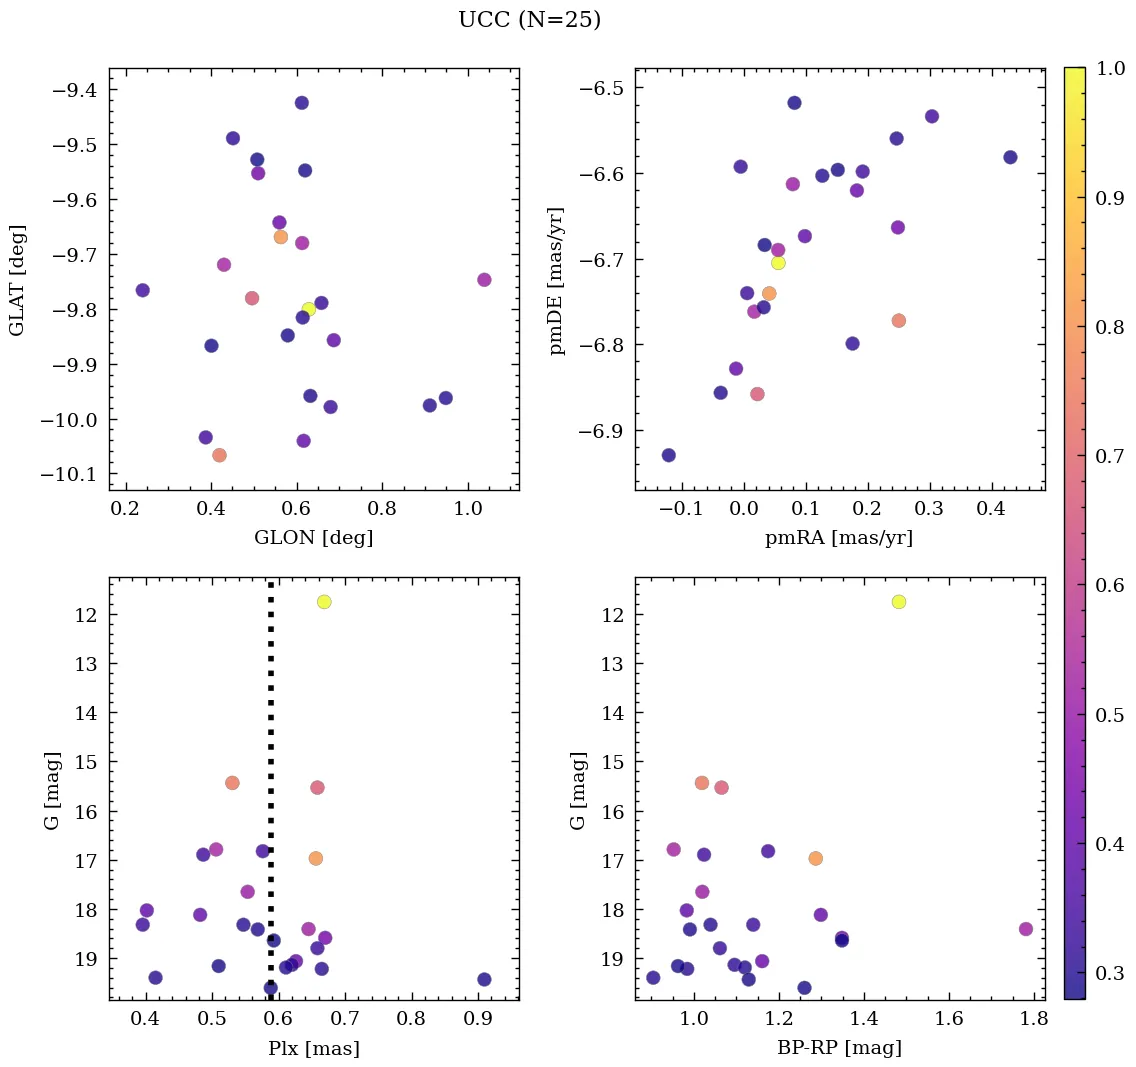 UCC (N=25)
−9.4
−9.5
−9.6
−9.7
−9.8
−9.9
−10.0
−10.1
GLAT [deg]
0.2 0.4 0.6 0.8 1.0
GLON [deg]
−6.5
−6.6
−6.7
−6.8
−6.9
pmDE [mas/yr]
−0.1 0.0 0.1 0.2 0.3 0.4
pmRA [mas/yr]
12
13
14
15
16
17
18
19
G [mag]
0.4 0.5 0.6 0.7 0.8 0.9
Plx [mas]
12
13
14
15
16
17
18
19
G [mag]
1.0 1.2 1.4 1.6 1.8
BP-RP [mag]
1.0
0.9
0.8
0.7
0.6
0.5
0.4
0.3